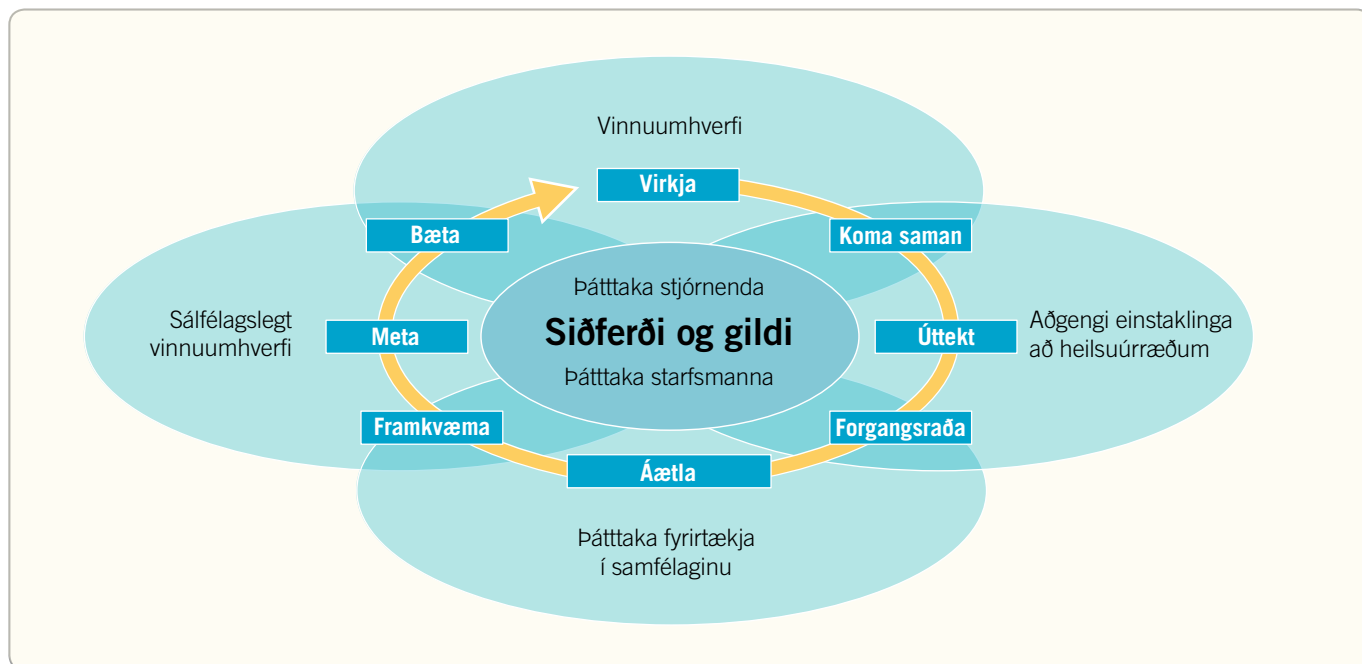 Vinnuumhverfi
Virkja
Bæta
Koma saman
Þátttaka stjórnenda
Siðferði og gildi
Þátttaka starfsmanna
Sálfélagslegt
vinnuumhverfi
Meta
Úttekt
Aðgengi einstaklinga
að heilsuúrræðum
Framkvæma
Forgangsraða
Áætla
Þátttaka fyrirtækja
í samfélaginu